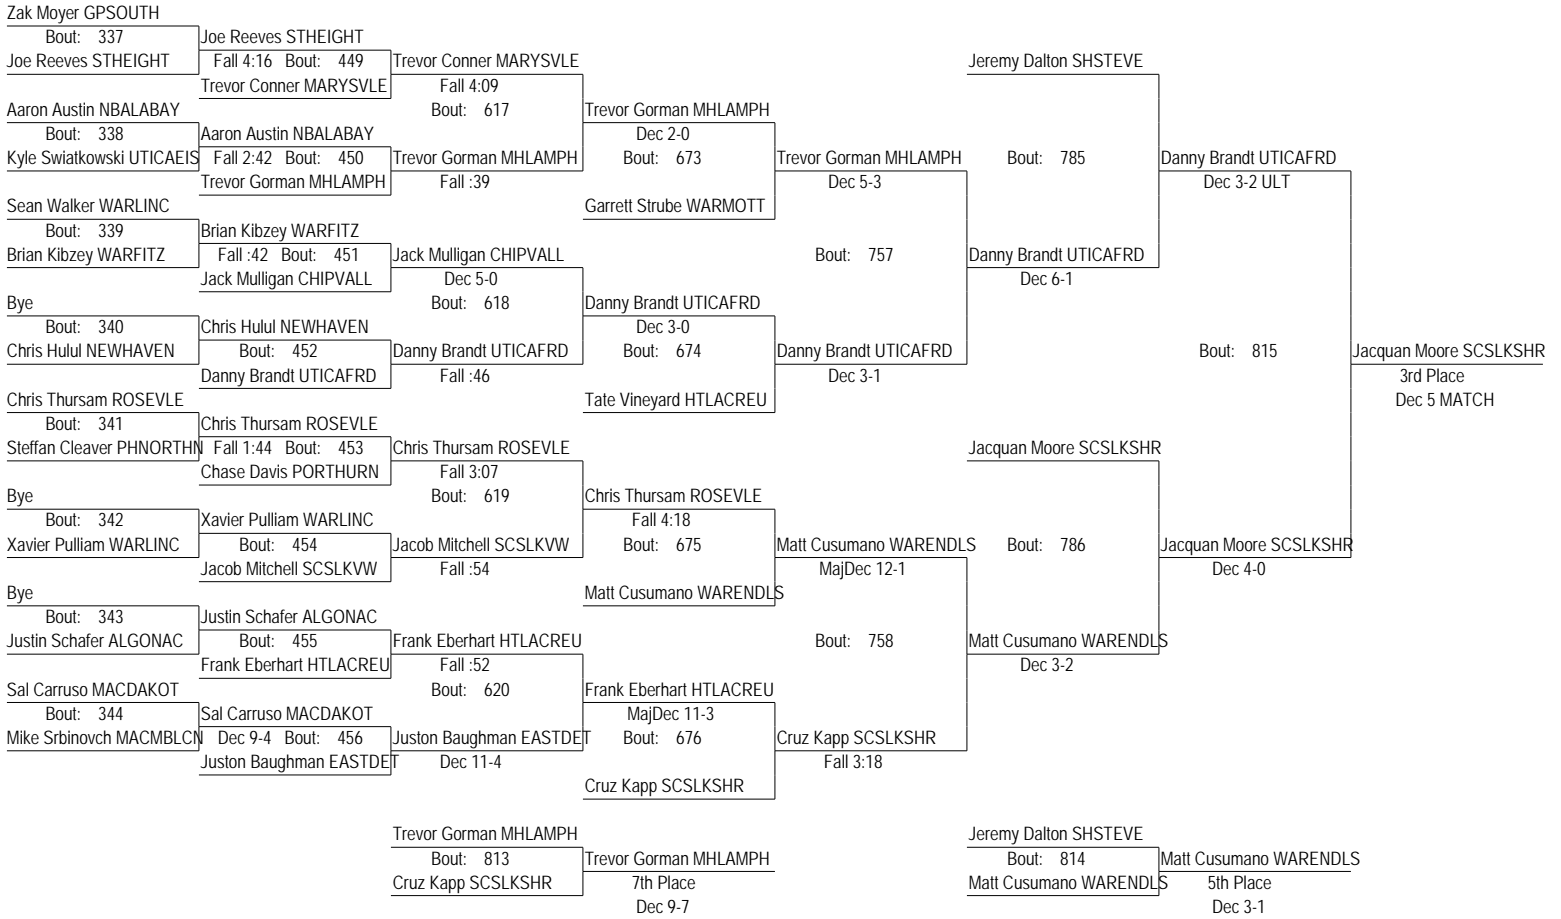 Zak Moyer GPSOUTH
Bout: 337
Joe Reeves STHEIGHT
Aaron Austin NBALABAY
Bout: 338
Kyle Swiatkowski UTICAEIS
Sean Walker WARLINC
Bout: 339
Brian Kibzey WARFITZ
Bye
Bout: 340
Chris Hulul NEWHAVEN
Chris Thursam ROSEVLE
Bout: 341
Steffan Cleaver PHNORTHN
Bye
Bout: 342
Xavier Pulliam WARLINC
Bye
Bout: 343
Justin Schafer ALGONAC
Sal Carruso MACDAKOT
Bout: 344
Mike Srbinovch MACMBLCN
Joe Reeves STHEIGHT
Fall 4:16 Bout: 449
Trevor Conner MARYSVLE
Aaron Austin NBALABAY
Fall 2:42 Bout: 450
Trevor Gorman MHLAMPH
Brian Kibzey WARFITZ
Fall :42 Bout: 451
Jack Mulligan CHIPVALL
Chris Hulul NEWHAVEN
Bout: 452
Danny Brandt UTICAFRD
Chris Thursam ROSEVLE
Fall 1:44 Bout: 453
Chase Davis PORTHURN
Xavier Pulliam WARLINC
Bout: 454
Jacob Mitchell SCSLKVW
Justin Schafer ALGONAC
Bout: 455
Frank Eberhart HTLACREU
Sal Carruso MACDAKOT
Dec 9-4 Bout: 456
Juston Baughman EASTDET
Trevor Conner MARYSVLE
Fall 4:09
Bout: 617
Trevor Gorman MHLAMPH
Fall :39
Jack Mulligan CHIPVALL
Dec 5-0
Bout: 618
Danny Brandt UTICAFRD
Fall :46
Chris Thursam ROSEVLE
Fall 3:07
Bout: 619
Jacob Mitchell SCSLKVW
Fall :54
Frank Eberhart HTLACREU
Fall :52
Bout: 620
Juston Baughman EASTDET
Dec 11-4
Trevor Gorman MHLAMPH
Dec 2-0
Bout: 673
Garrett Strube WARMOTT
Danny Brandt UTICAFRD
Dec 3-0
Bout: 674
Tate Vineyard HTLACREU
Chris Thursam ROSEVLE
Fall 4:18
Bout: 675
Matt Cusumano WARENDLS
Frank Eberhart HTLACREU
MajDec 11-3
Bout: 676
Cruz Kapp SCSLKSHR
Trevor Gorman MHLAMPH
Dec 5-3
Bout: 757
Danny Brandt UTICAFRD
Dec 3-1
Matt Cusumano WARENDLS
MajDec 12-1
Bout: 758
Cruz Kapp SCSLKSHR
Fall 3:18
Jeremy Dalton SHSTEVE
Bout: 785
Danny Brandt UTICAFRD
Dec 6-1
Jacquan Moore SCSLKSHR
Bout: 786
Matt Cusumano WARENDLS
Dec 3-2
Danny Brandt UTICAFRD
Dec 3-2 ULT
Bout: 815
Jacquan Moore SCSLKSHR
Dec 4-0
Jacquan Moore SCSLKSHR
3rd Place
Dec 5 MATCH
Trevor Gorman MHLAMPH
Bout: 813
Cruz Kapp SCSLKSHR
Trevor Gorman MHLAMPH
7th Place
Dec 9-7
Jeremy Dalton SHSTEVE
Bout: 814
Matt Cusumano WARENDLS
Matt Cusumano WARENDLS
5th Place
Dec 3-1